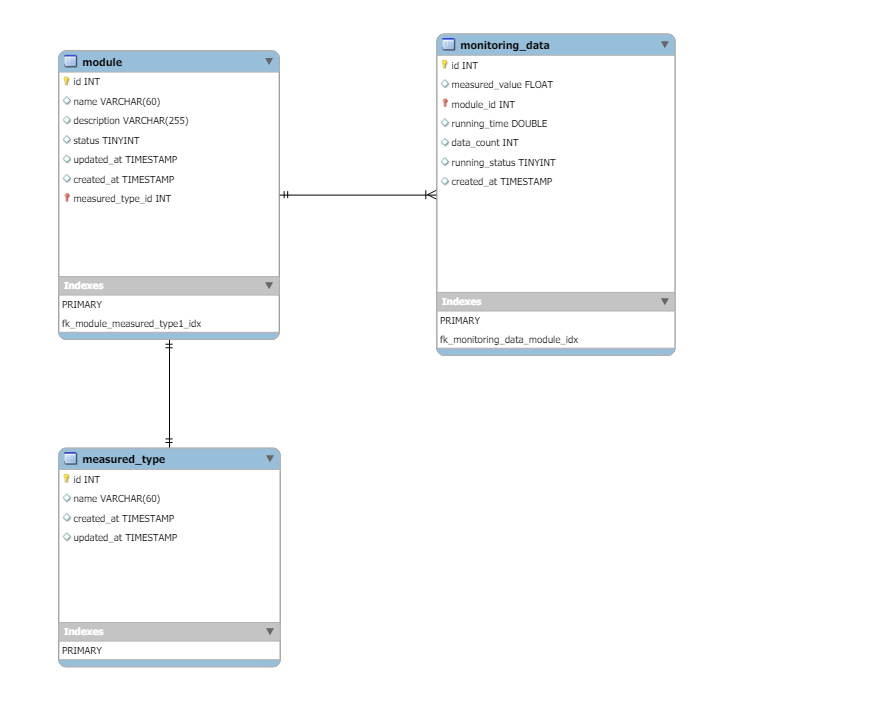 module
id INT
name VARCHAR(60)
description VARCHAR(255)
status TINYINT
updated_at TIMESTAMP
created_at TIMESTAMP
measured_type_id INT
Indexes
PRIMARY
fk_module_measured_type1_idx
monitoring_data
id INT
measured_value FLOAT
module_id INT
running_time DOUBLE
data_count INT
running_status TINYINT
created_at TIMESTAMP
Indexes
PRIMARY
fk_monitoring_data_module_idx
measured_type
id INT
name VARCHAR(60)
created_at TIMESTAMP
updated_at TIMESTAMP
Indexes
PRIMARY